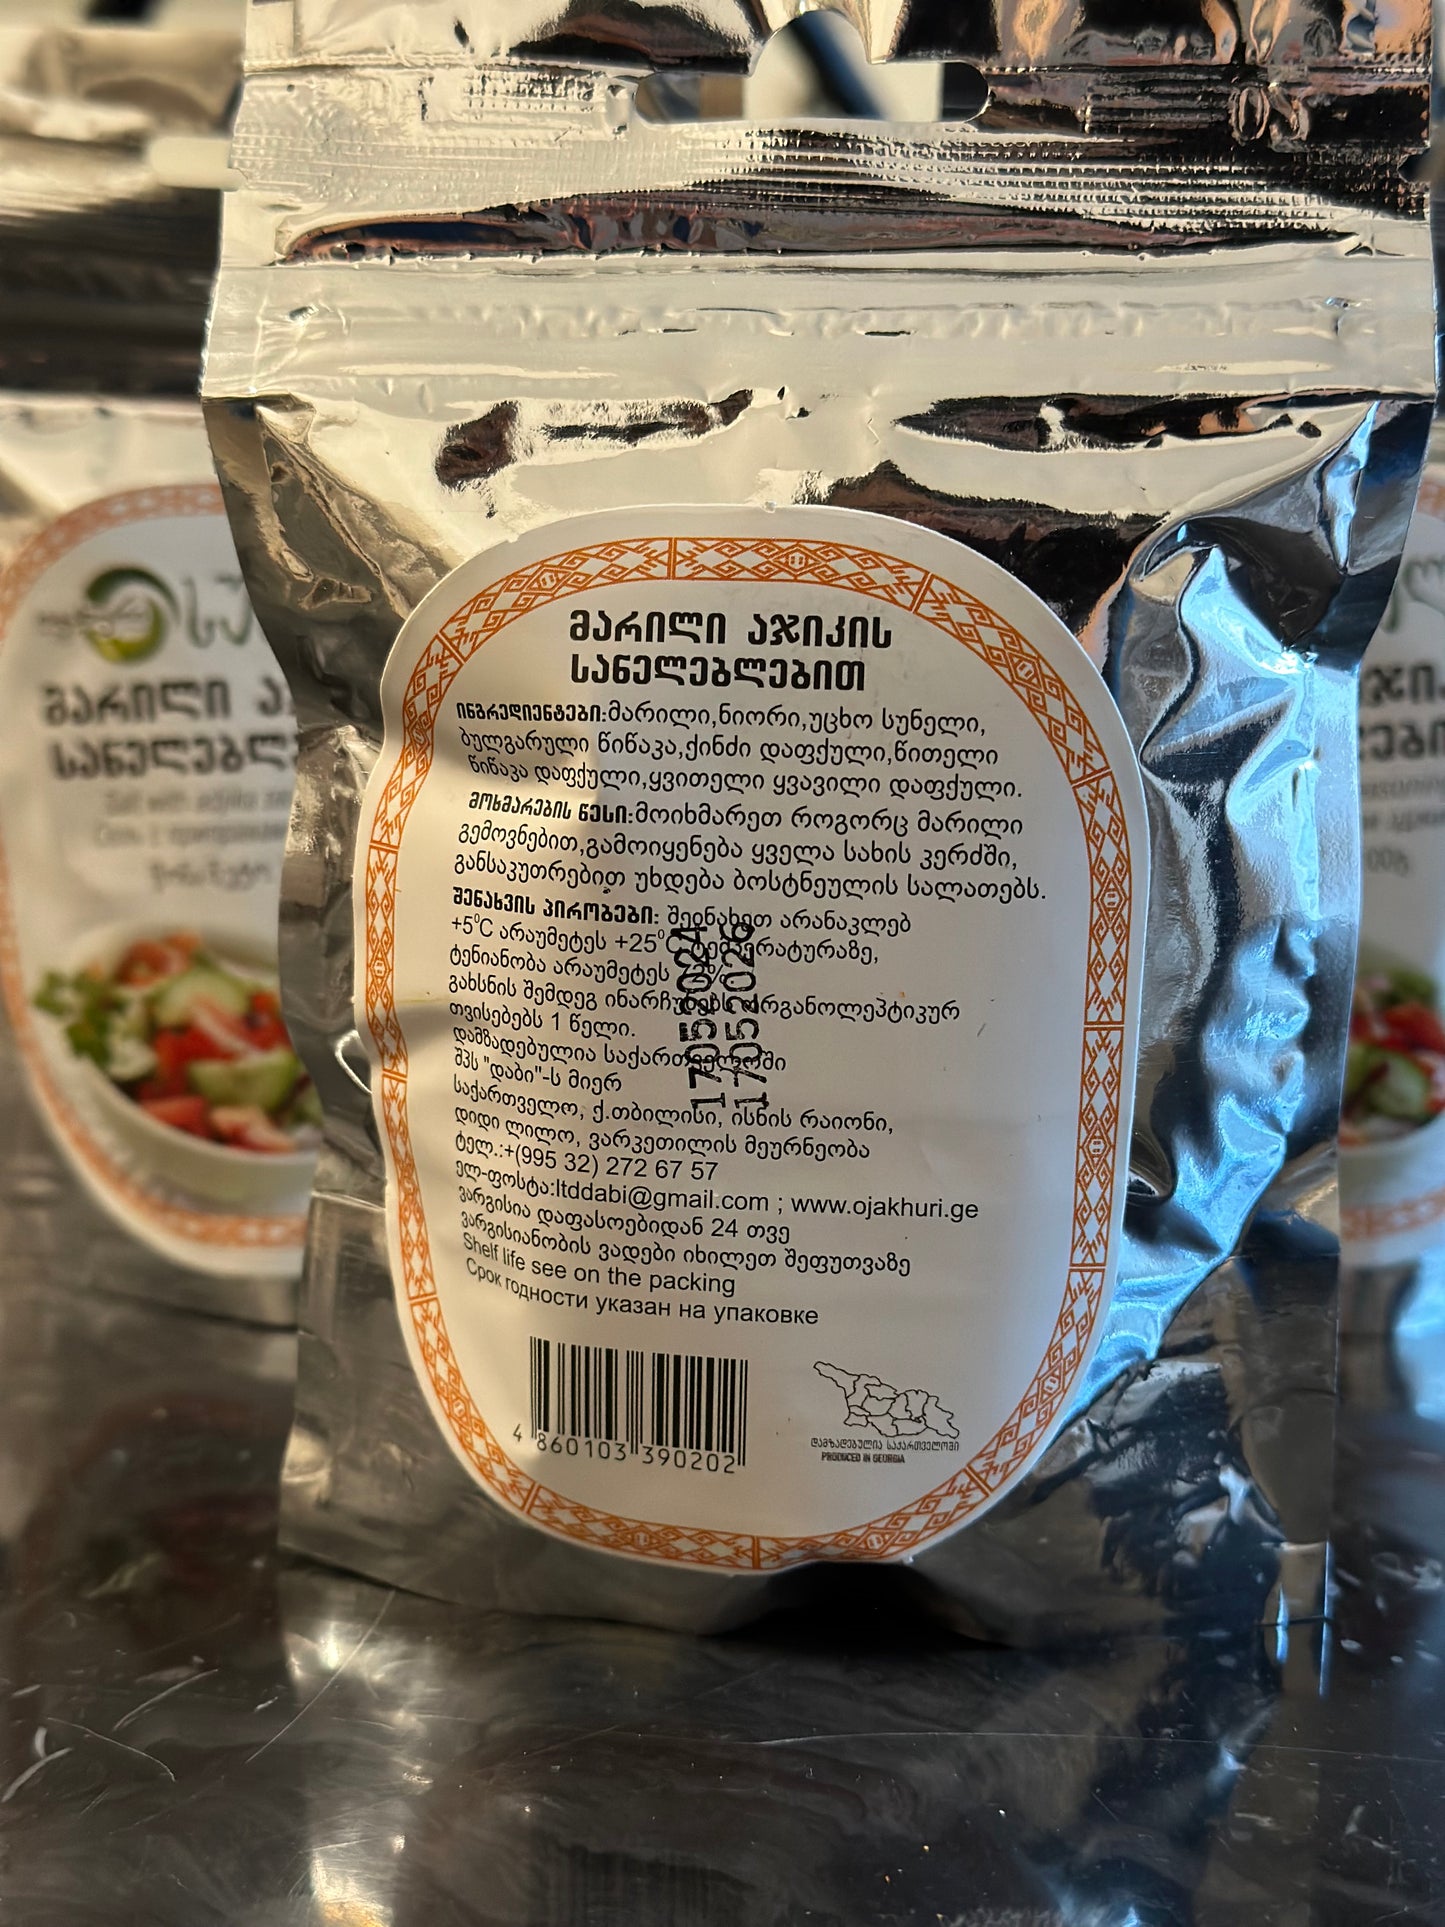 მარილი აჯიკის
სანელებლებით
ინგრედიენტები:მარილი,ნიორი,უცხო სუნელი,
ბულგარული წიწაკა,ქინძი დაფქული,წითელი
წიწაკა დაფქული,ყვითელი ყვავილი დაფქული.
მოხმარების წესი:მოიხმარეთ როგორც მარილი
გემოვნებით,გამოიყენება ყველა სახის კერძში,
განსაკუთრებით უხდება ბოსტნეულის სალათებს.
შენახვის პირობები: შეინახეთ არანაკლებ
+5⁰C არაუმეტეს +25⁰C ტემპერატურაზე,
ტენიანობა არაუმეტეს
გახსნის შემდეგ ინარჩუნებს ორგანოლეპტიკურ
თვისებებს 1 წელი.
დამზადებულია საქართველოში
შპს "დაბი"-ს მიერ
საქართველო, ქ.თბილისი, ისნის რაიონი,
დიდი ლილო, ვარკეთილის მეურნეობა
ტელ.:+(995 32) 272 67 57
ელ-ფოსტა:ltddabi@gmail.com ; www.ojakhuri.ge
ვარგისია დაფასოებიდან 24 თვე
ვარგისიანობის ვადები იხილეთ შეფუთვაზე
Shelf life see on the packing
Срок годности указан на упаковке
17052024
17052026
4 860103 390202
დამზადებულია საქართველოში
PRODUCED IN GEORGIA
მარილი
სანელებლ